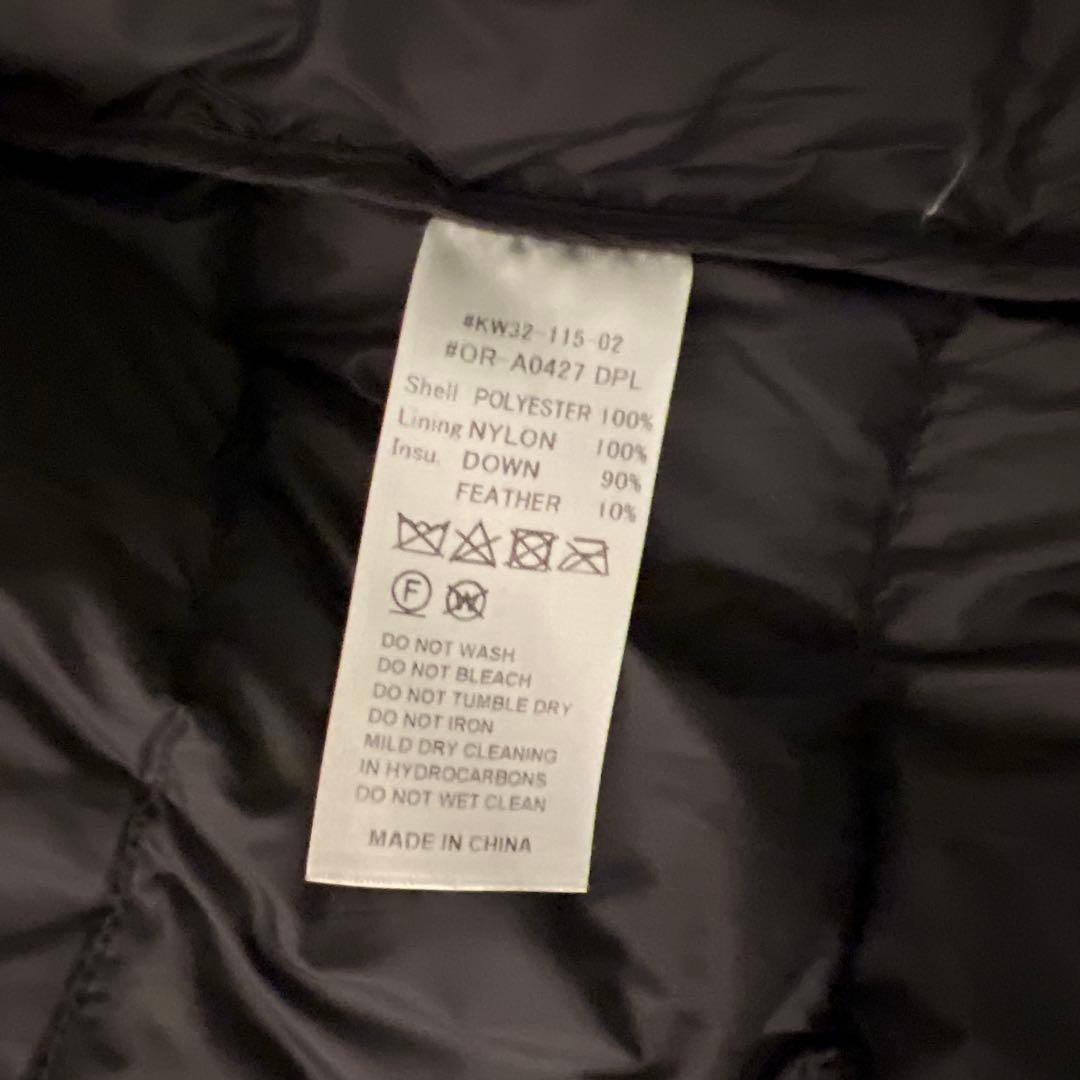 #KW32-115-02
#OR-A0427 DPL
Shell POLYESTER 100%
Lining NYLON 100%
Insu. DOWN 90%
FEATHER 10%
F W
DO NOT WASH
DO NOT BLEACH
DO NOT TUMBLE DRY
DO NOT IRON
MILD DRY CLEANING
IN HYDROCARBONS
DO NOT WET CLEAN
MADE IN CHINA